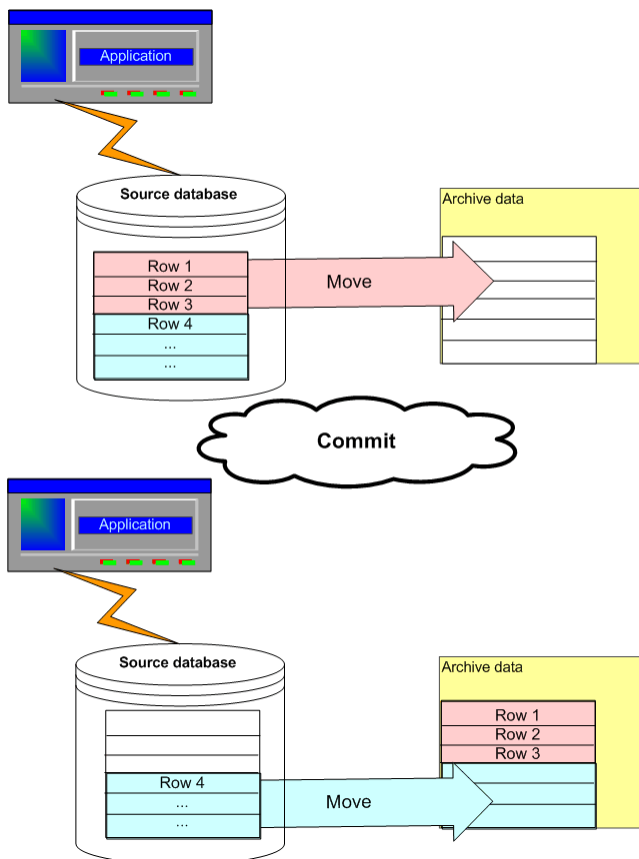 Application
Source database
Archive data
Row 1
Row 2
Row 3
Row 4
...
...
Move
Commit
Application
Source database
Archive data
Row 1
Row 2
Row 3
Row 4
...
...
Move